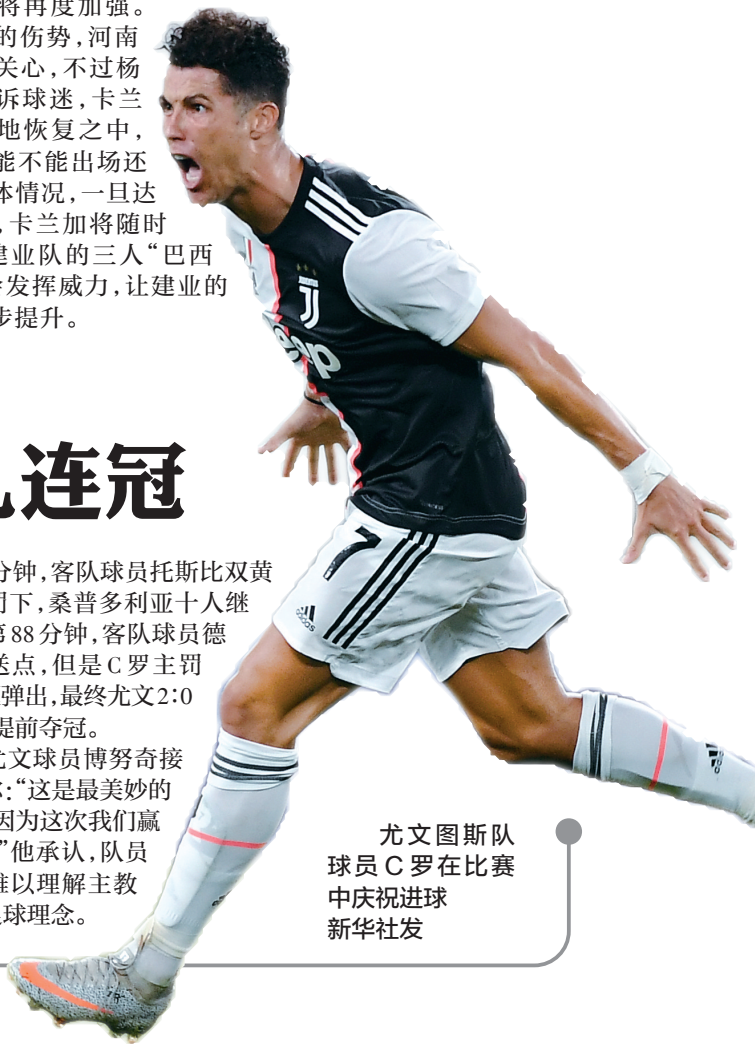 将再度加强。
的伤势,河南
关心,不过杨
诉球迷,卡兰
地恢复之中,
能不能出场还
体情况,一旦达
,卡兰加将随时
建业队的三人“巴西
发挥威力,让建业的
步提升。
连冠
分钟,客队球员托斯比双黄
罚下,桑普多利亚十人继
第88分钟,客队球员德
送点,但是C罗主罚
弹出,最终尤文2:0
提前夺冠。
尤文球员博努奇接
:“这是最美妙的
因为这次我们赢
”他承认,队员
难以理解主教
球理念。
JUVENTUS
J
eep
7
adidas
尤文图斯队
球员C罗在比赛
中庆祝进球
新华社发